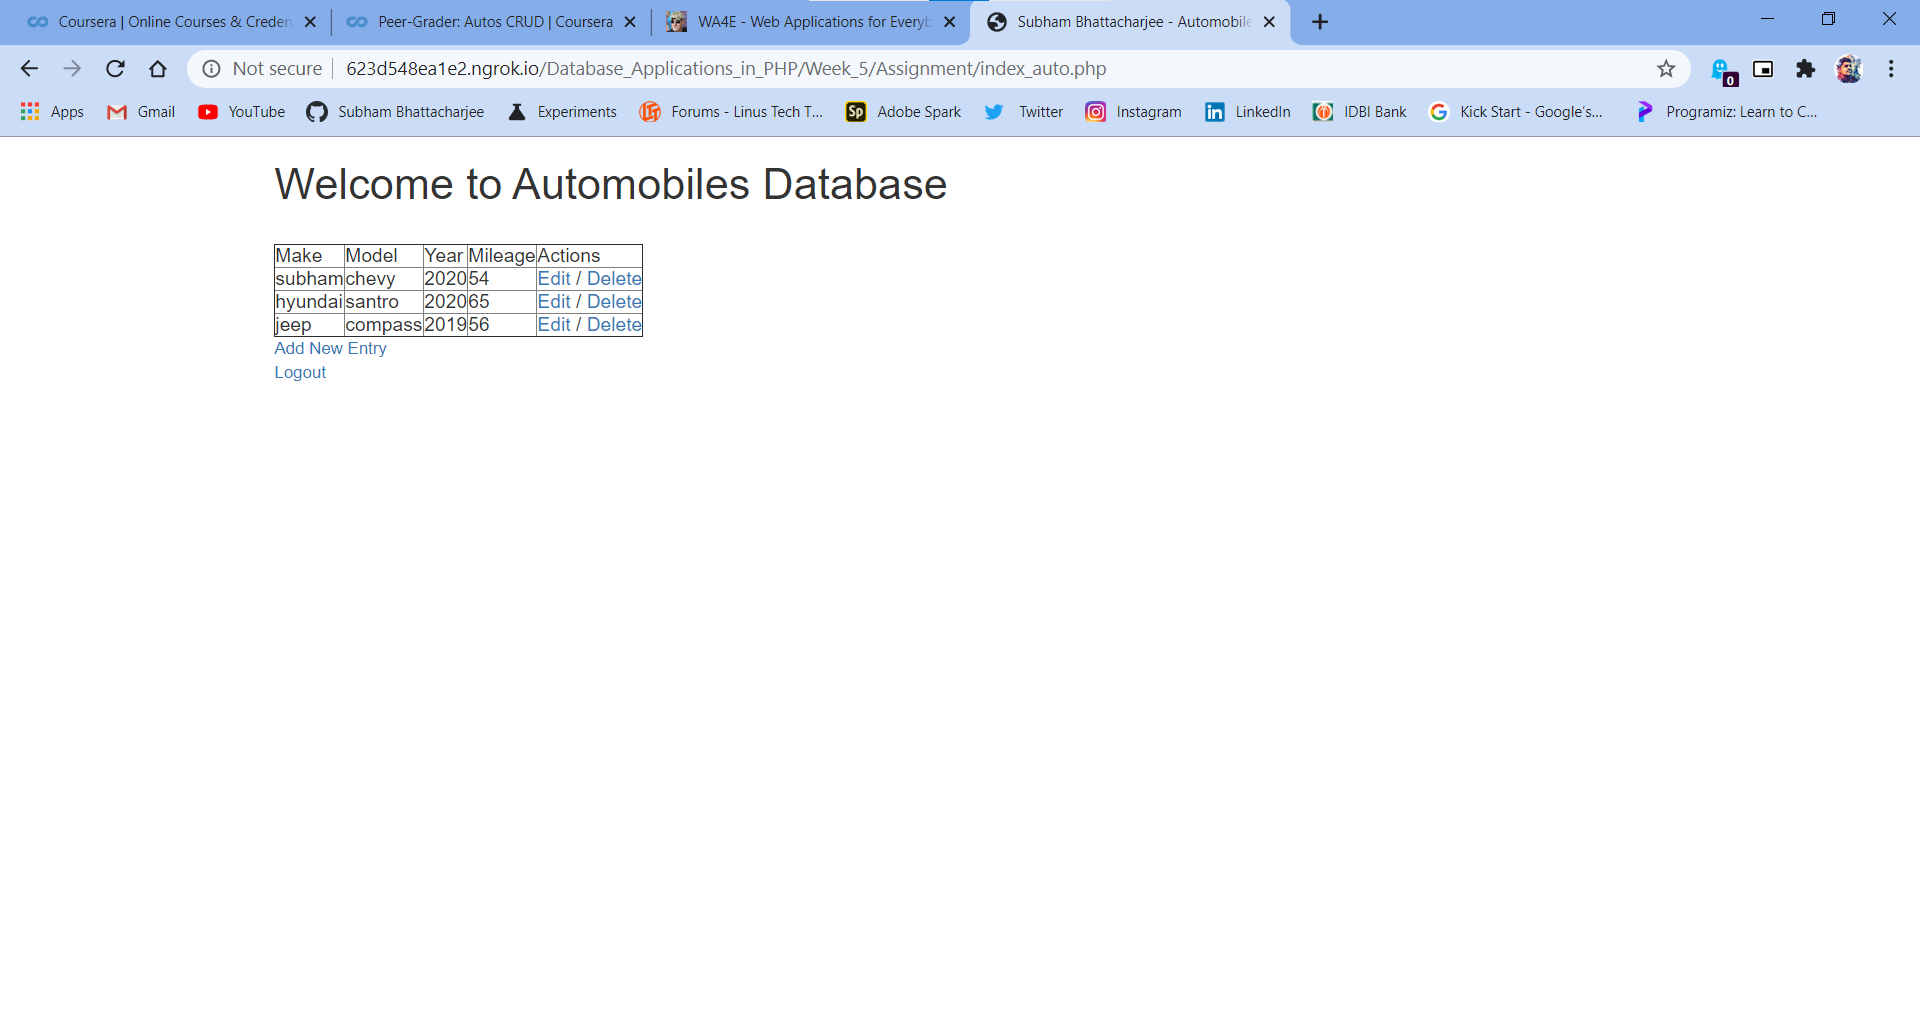 Coursera | Online Courses & Creden
Peer-Grader: Autos CRUD | Coursera
WA4E - Web Applications for Everyb
Subham Bhattacharjee - Automobile
Not secure 623d548ea1e2.ngrok.io/Database_Applications_in_PHP/Week_5/Assignment/index_auto.php
0
Apps Gmail YouTube Subham Bhattacharjee Experiments Forums - Linus Tech T... Sp Adobe Spark Twitter Instagram LinkedIn IDBI Bank Kick Start - Google's... Programiz: Learn to C...
Welcome to Automobiles Database
Make Model Year Mileage Actions
subham chevy 2020 54 Edit / Delete
hyundai santro 2020 65 Edit / Delete
jeep compass 2019 56 Edit / Delete
Add New Entry
Logout